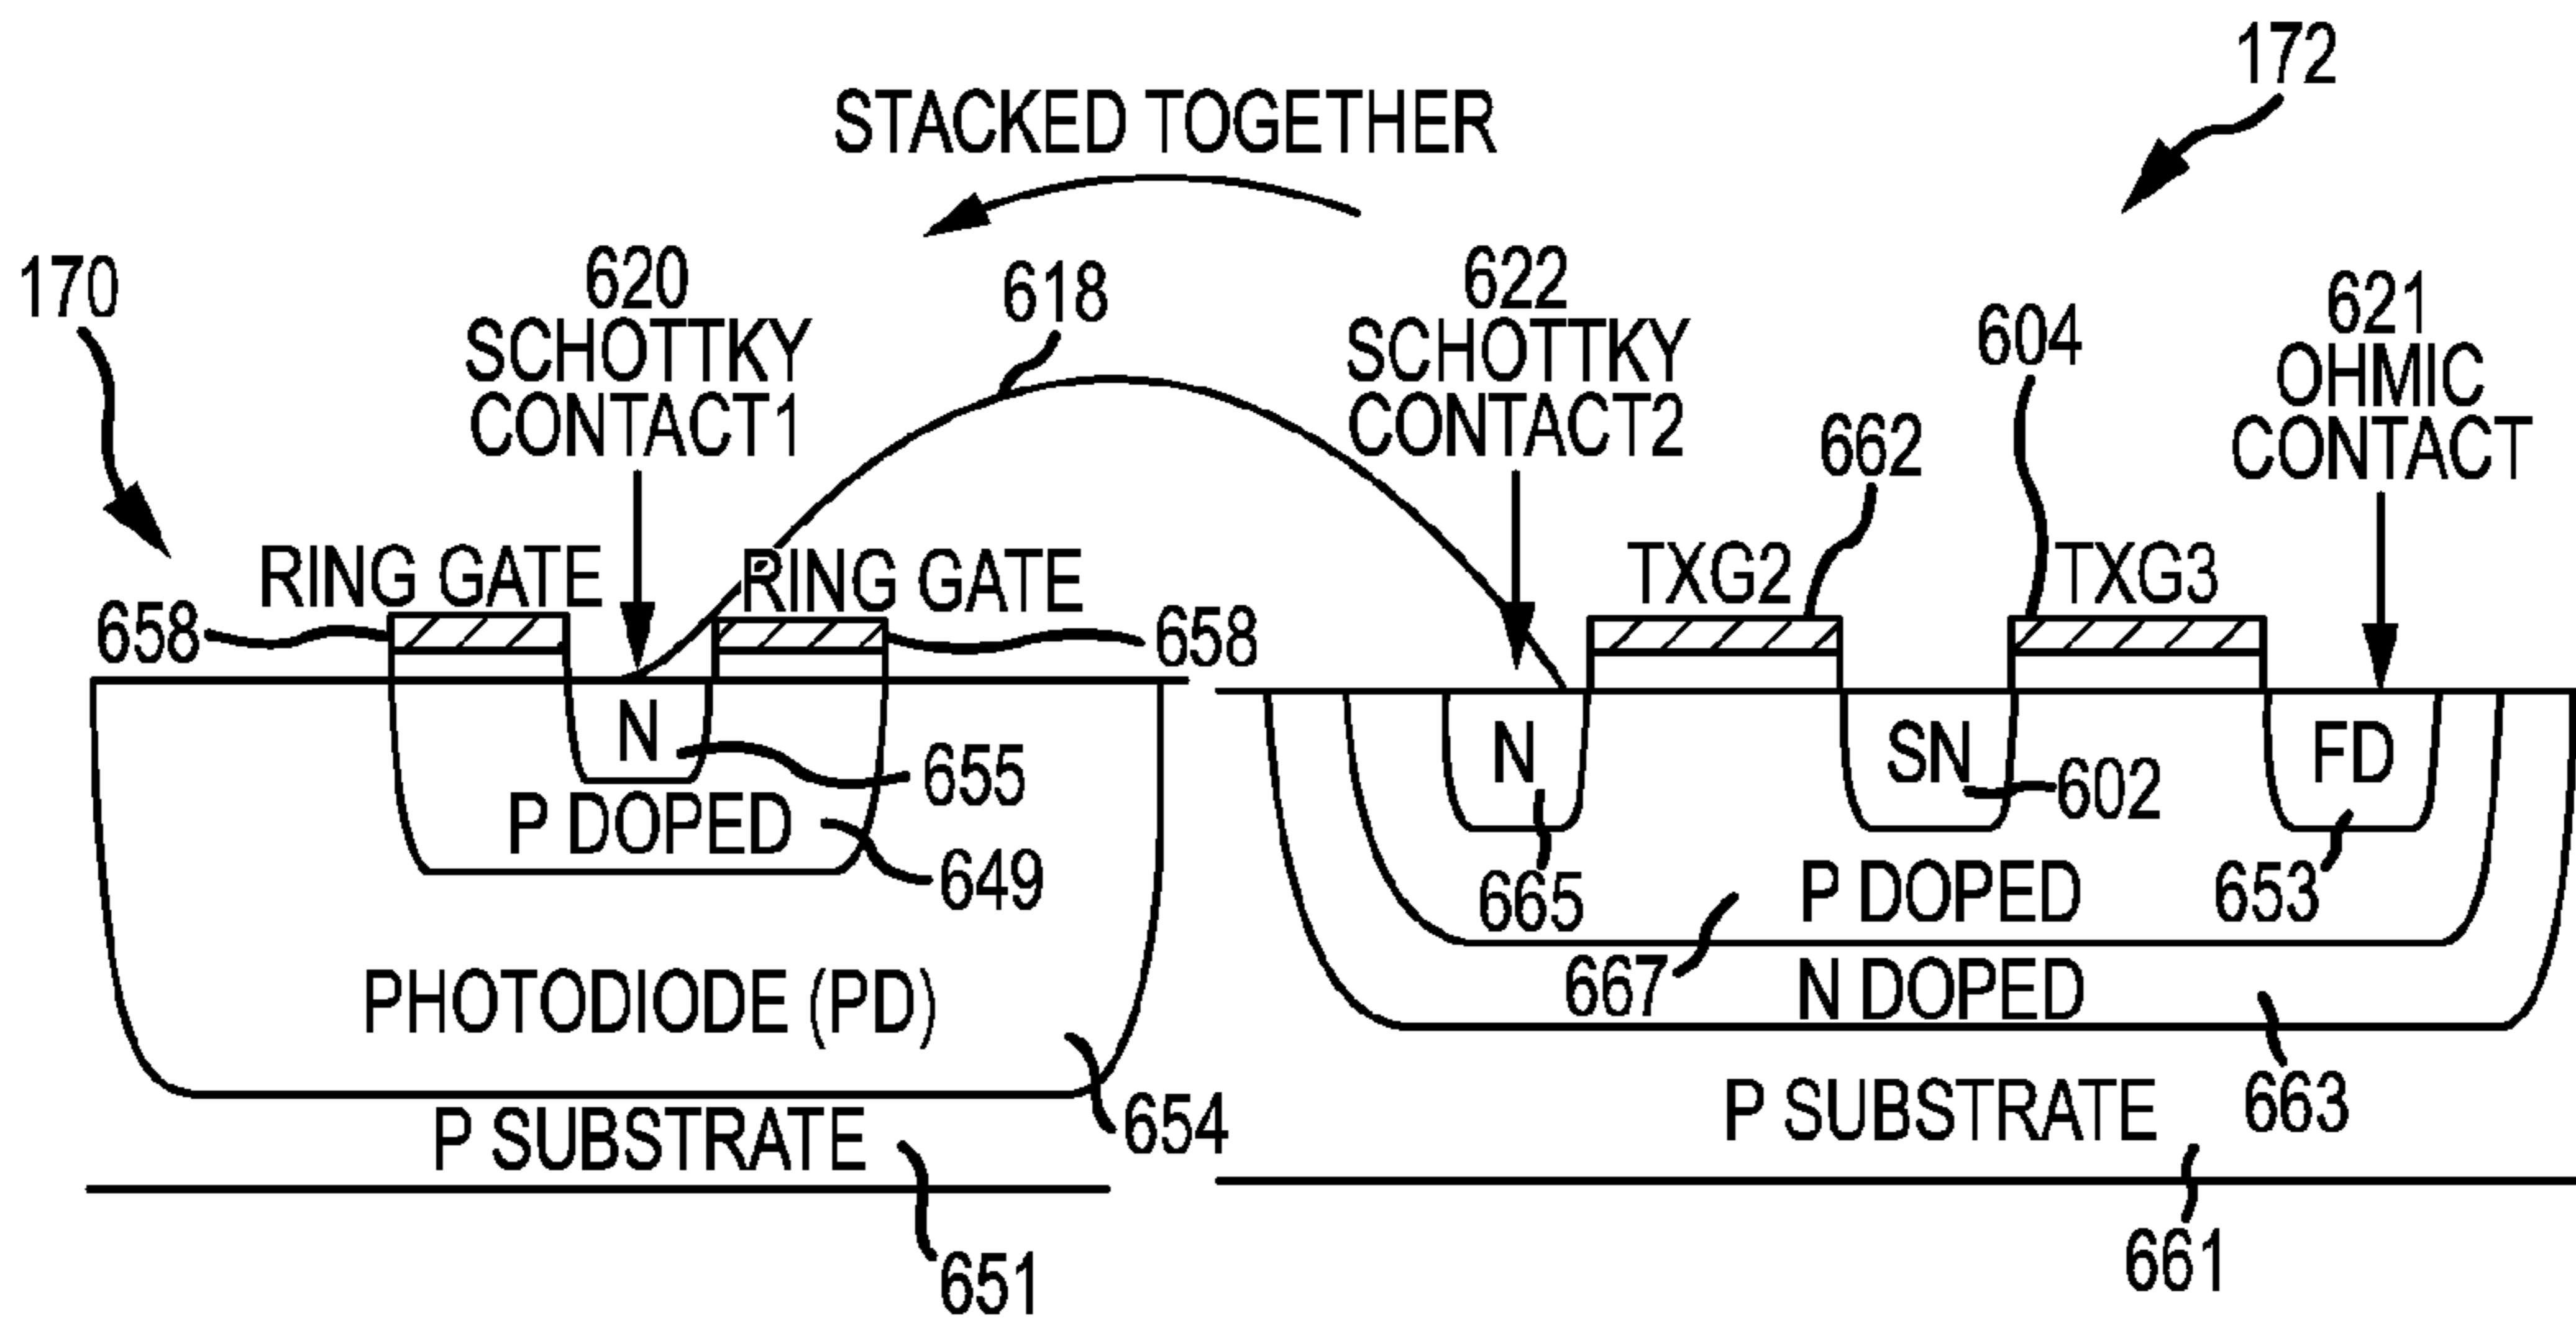 172
STACKED TOGETHER
170
620
SCHOTTKY
CONTACT1
618
622
SCHOTTKY
CONTACT2
662
604
621
OHMIC
CONTACT
RING GATE
RING GATE
TXG2
TXG3
658
658
N
655
P DOPED
649
N
665
SN
602
FD
653
P DOPED
667
N DOPED
663
PHOTODIODE (PD)
654
P SUBSTRATE
651
P SUBSTRATE
661